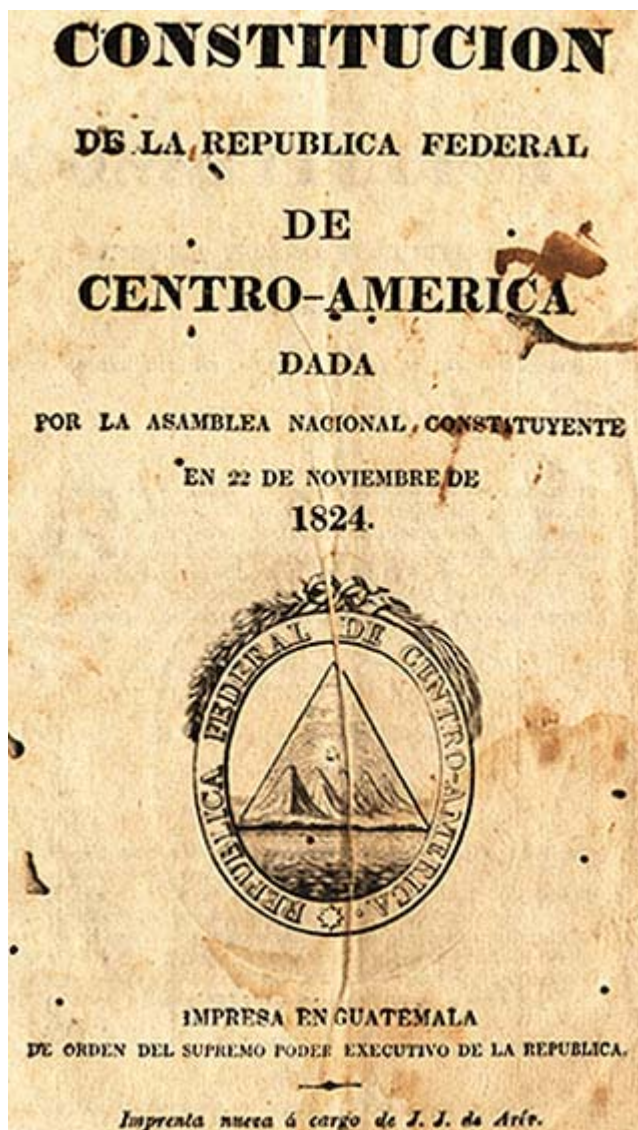 CONSTITUCION
DE LA REPUBLICA FEDERAL
DE
CENTRO-AMERICA
DADA
POR LA ASAMBLEA NACIONAL CONSTITUYENTE
EN 22 DE NOVIEMBRE DE
1824.
REPUBLICA FEDERAL DE CENTRO-AMERICA.
IMPRESA EN GUATEMALA
DE ORDEN DEL SUPREMO PODER EXECUTIVO DE LA REPUBLICA.
Imprenta nueva á cargo de J. J. de